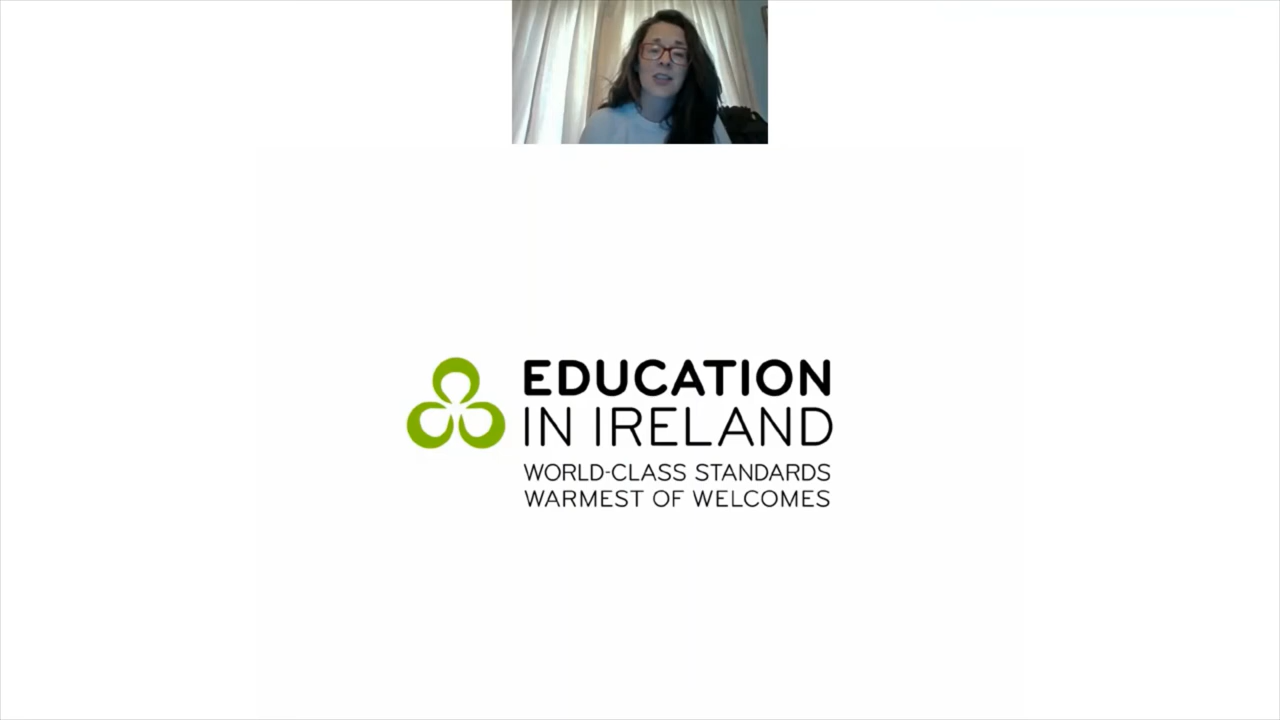 EDUCATION
IN IRELAND
WORLD-CLASS STANDARDS
WARMEST OF WELCOMES